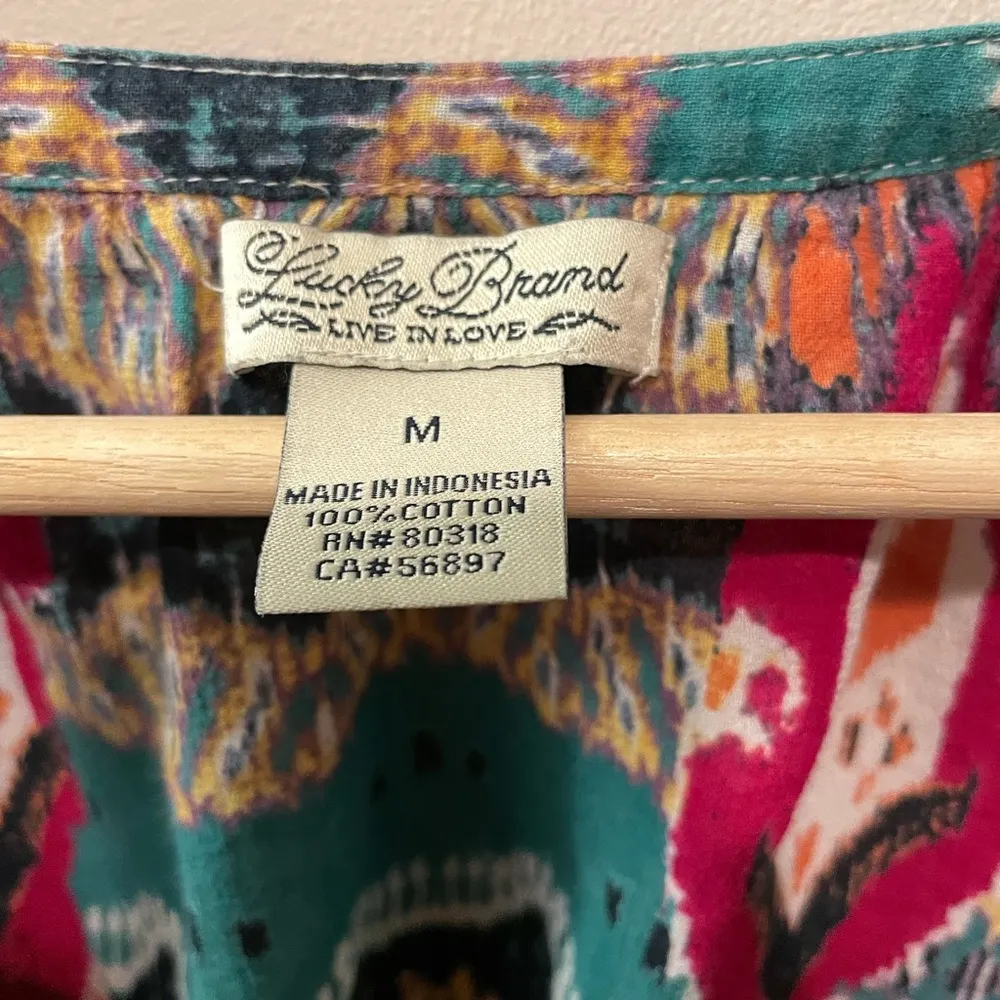 Lucky Brand
LIVE IN LOVE
M
MADE IN INDONESIA
100% COTTON
RN# 80318
CA# 56897